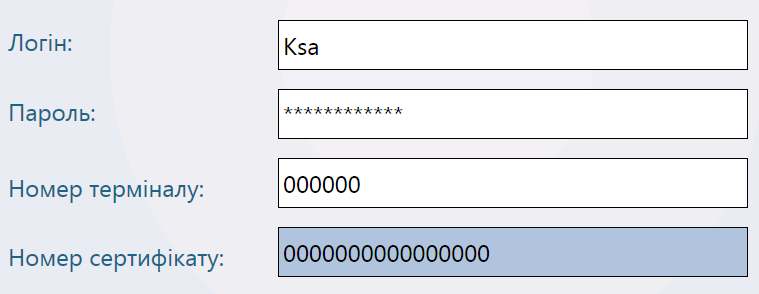 Логін: Ksa
Пароль: ************
Номер терміналу: 000000
Номер сертифікату: 0000000000000000